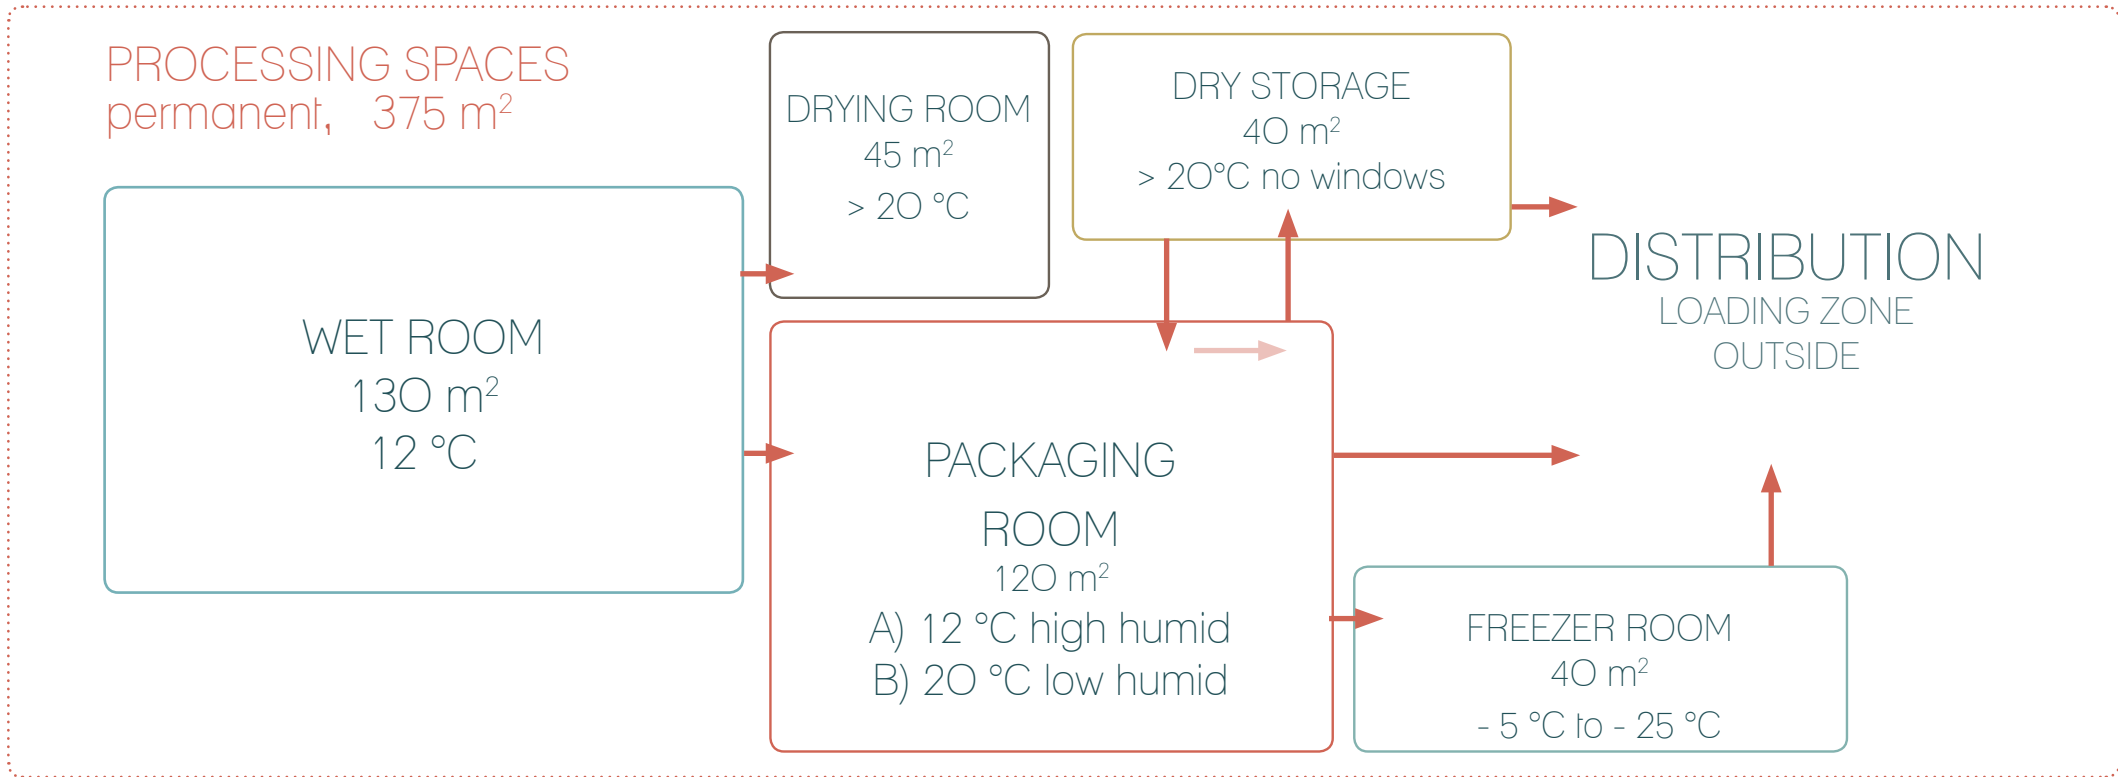 PROCESSING SPACES
permanent, 375 m²
DRYING ROOM
45 m²
> 20 °C
DRY STORAGE
40 m²
> 20°C no windows
WET ROOM
130 m²
12 °C
DISTRIBUTION
LOADING ZONE
OUTSIDE
PACKAGING
ROOM
120 m²
A) 12 °C high humid
B) 20 °C low humid
FREEZER ROOM
40 m²
- 5 °C to - 25 °C